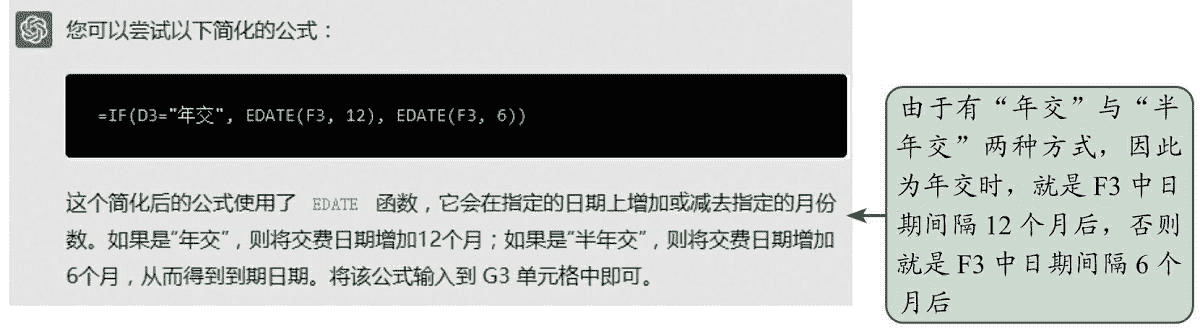 您可以尝试以下简化的公式：
=IF(D3="年交", EDATE(F3, 12), EDATE(F3, 6))
这个简化后的公式使用了 EDATE 函数，它会在指定的日期上增加或减去指定的月份
数。如果是“年交”，则将交费日期增加12个月；如果是“半年交”，则将交费日期增加
6个月，从而得到到期日期。将该公式输入到 G3 单元格中即可。
由于有“年交”与“半
年交”两种方式，因此
为年交时，就是 F3 中日
期间隔 12 个月后，否则
就是 F3 中日期间隔 6 个
月后